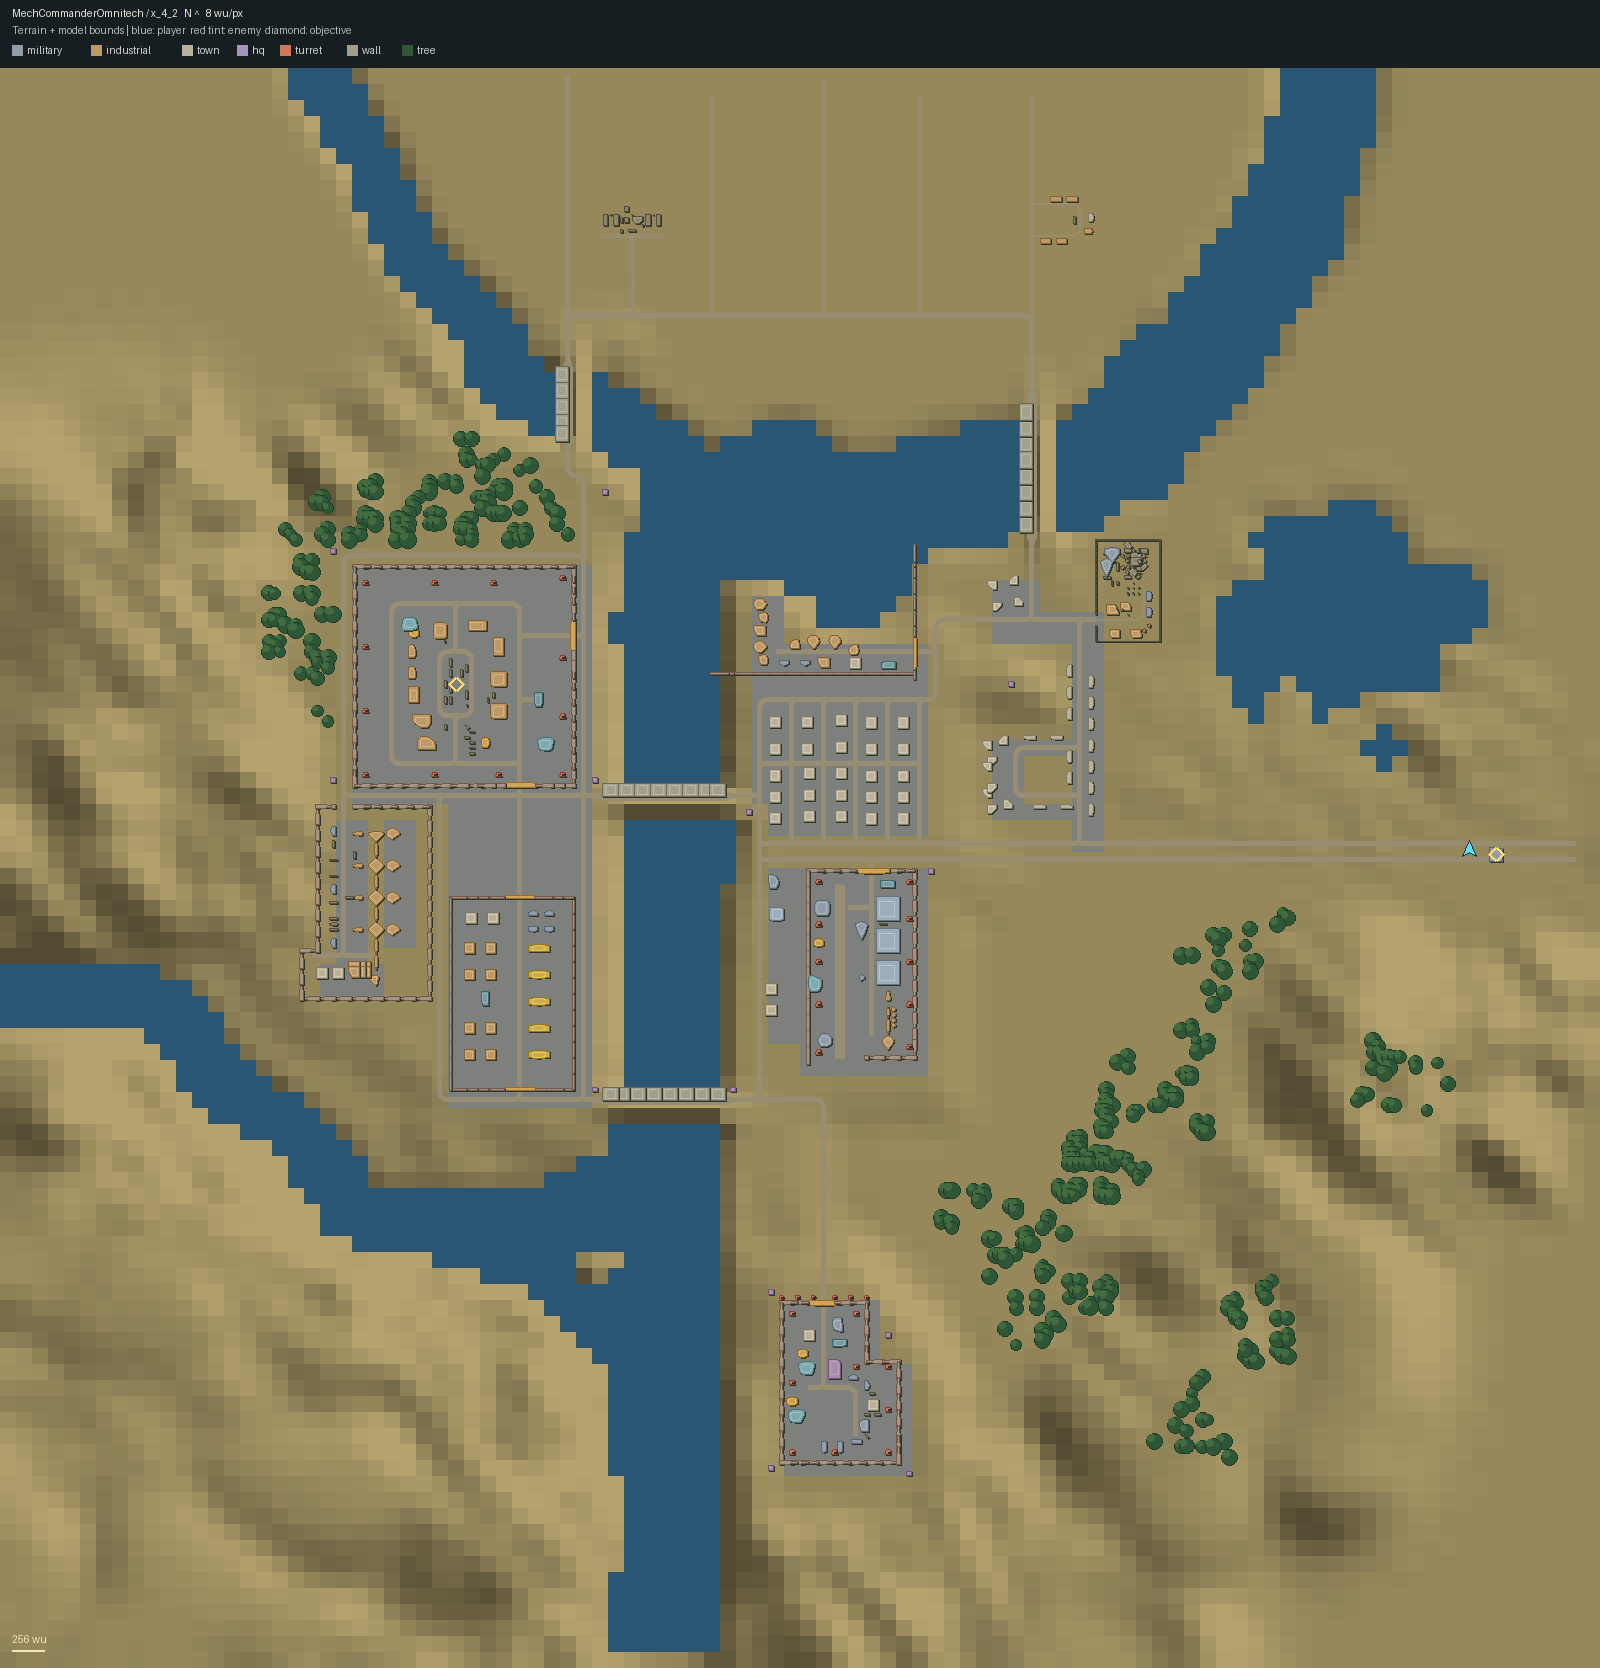 MechCommanderOmnitech / x_4_2 N ^ 8 wu/px
Terrain + model bounds | blue: player red tint: enemy diamond: objective
military industrial town hq turret wall tree
256 wu